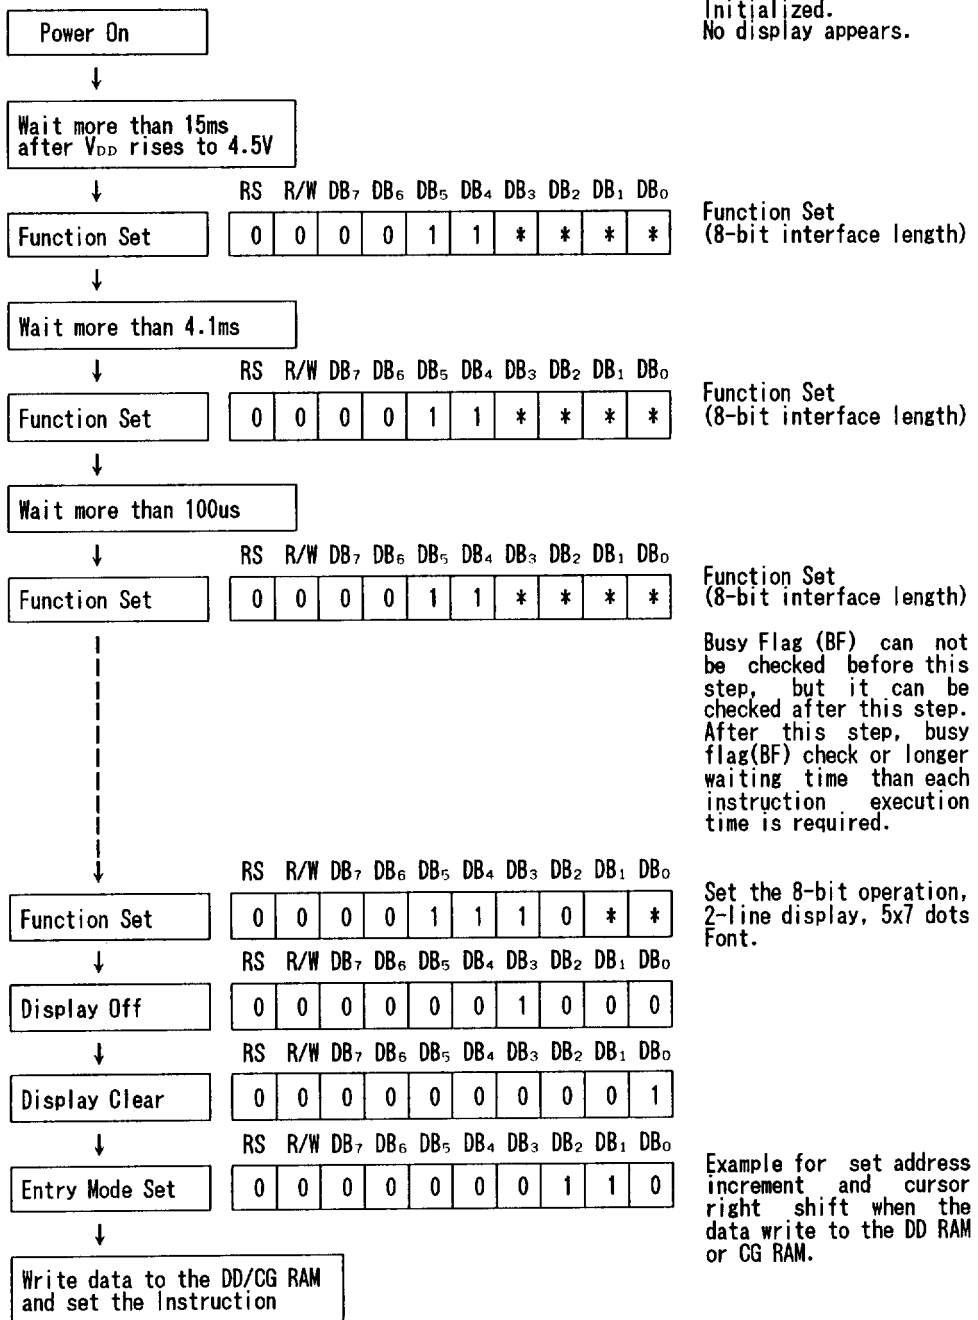 Initialized.
No display appears.
Power On
↓
Wait more than 15ms
after VDD rises to 4.5V
↓
RS R/W DB7 DB6 DB5 DB4 DB3 DB2 DB1 DB0
Function Set 0 0 0 0 1 1 * * * *
Function Set
(8-bit interface length)
↓
Wait more than 4.1ms
↓
RS R/W DB7 DB6 DB5 DB4 DB3 DB2 DB1 DB0
Function Set 0 0 0 0 1 1 * * * *
Function Set
(8-bit interface length)
↓
Wait more than 100us
↓
RS R/W DB7 DB6 DB5 DB4 DB3 DB2 DB1 DB0
Function Set 0 0 0 0 1 1 * * * *
Function Set
(8-bit interface length)
Busy Flag (BF) can not
be checked before this
step, but it can be
checked after this step.
After this step, busy
flag(BF) check or longer
waiting time than each
instruction execution
time is required.
↓
RS R/W DB7 DB6 DB5 DB4 DB3 DB2 DB1 DB0
Function Set 0 0 0 0 1 1 1 0 * *
Set the 8-bit operation,
2-line display, 5x7 dots
Font.
↓
RS R/W DB7 DB6 DB5 DB4 DB3 DB2 DB1 DB0
Display Off 0 0 0 0 0 0 1 0 0 0
↓
RS R/W DB7 DB6 DB5 DB4 DB3 DB2 DB1 DB0
Display Clear 0 0 0 0 0 0 0 0 0 1
↓
RS R/W DB7 DB6 DB5 DB4 DB3 DB2 DB1 DB0
Entry Mode Set 0 0 0 0 0 0 0 1 1 0
Example for set address
increment and cursor
right shift when the
data write to the DD RAM
or CG RAM.
↓
Write data to the DD/CG RAM
and set the Instruction